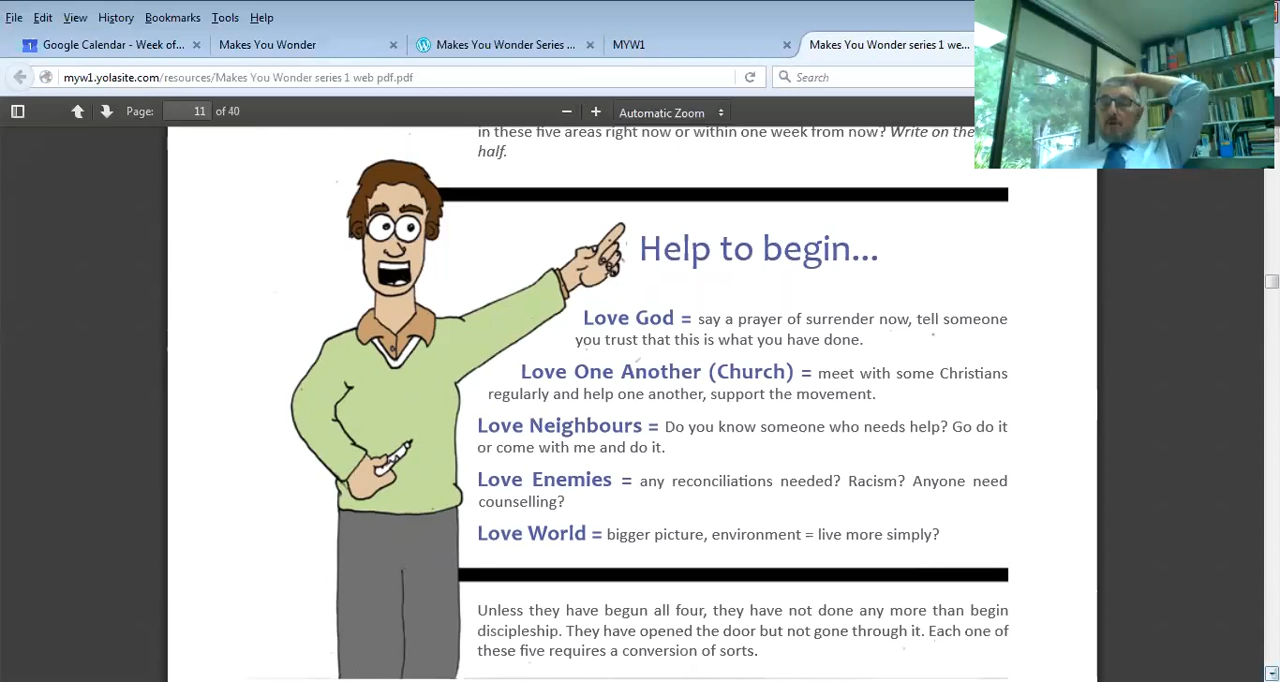 File Edit View History Bookmarks Tools Help
Google Calendar - Week of... × Makes You Wonder × Makes You Wonder Series ... × MYW1 × Makes You Wonder series 1 we...
myw1.yolasite.com/resources/Makes You Wonder series 1 web pdf.pdf Search
Page: 11 of 40 Automatic Zoom
in these five areas right now or within one week from now? Write on the
half.
Help to begin...
Love God = say a prayer of surrender now, tell someone
you trust that this is what you have done.
Love One Another (Church) = meet with some Christians
regularly and help one another, support the movement.
Love Neighbours = Do you know someone who needs help? Go do it
or come with me and do it.
Love Enemies = any reconciliations needed? Racism? Anyone need
counselling?
Love World = bigger picture, environment = live more simply?
Unless they have begun all four, they have not done any more than begin
discipleship. They have opened the door but not gone through it. Each one of
these five requires a conversion of sorts.